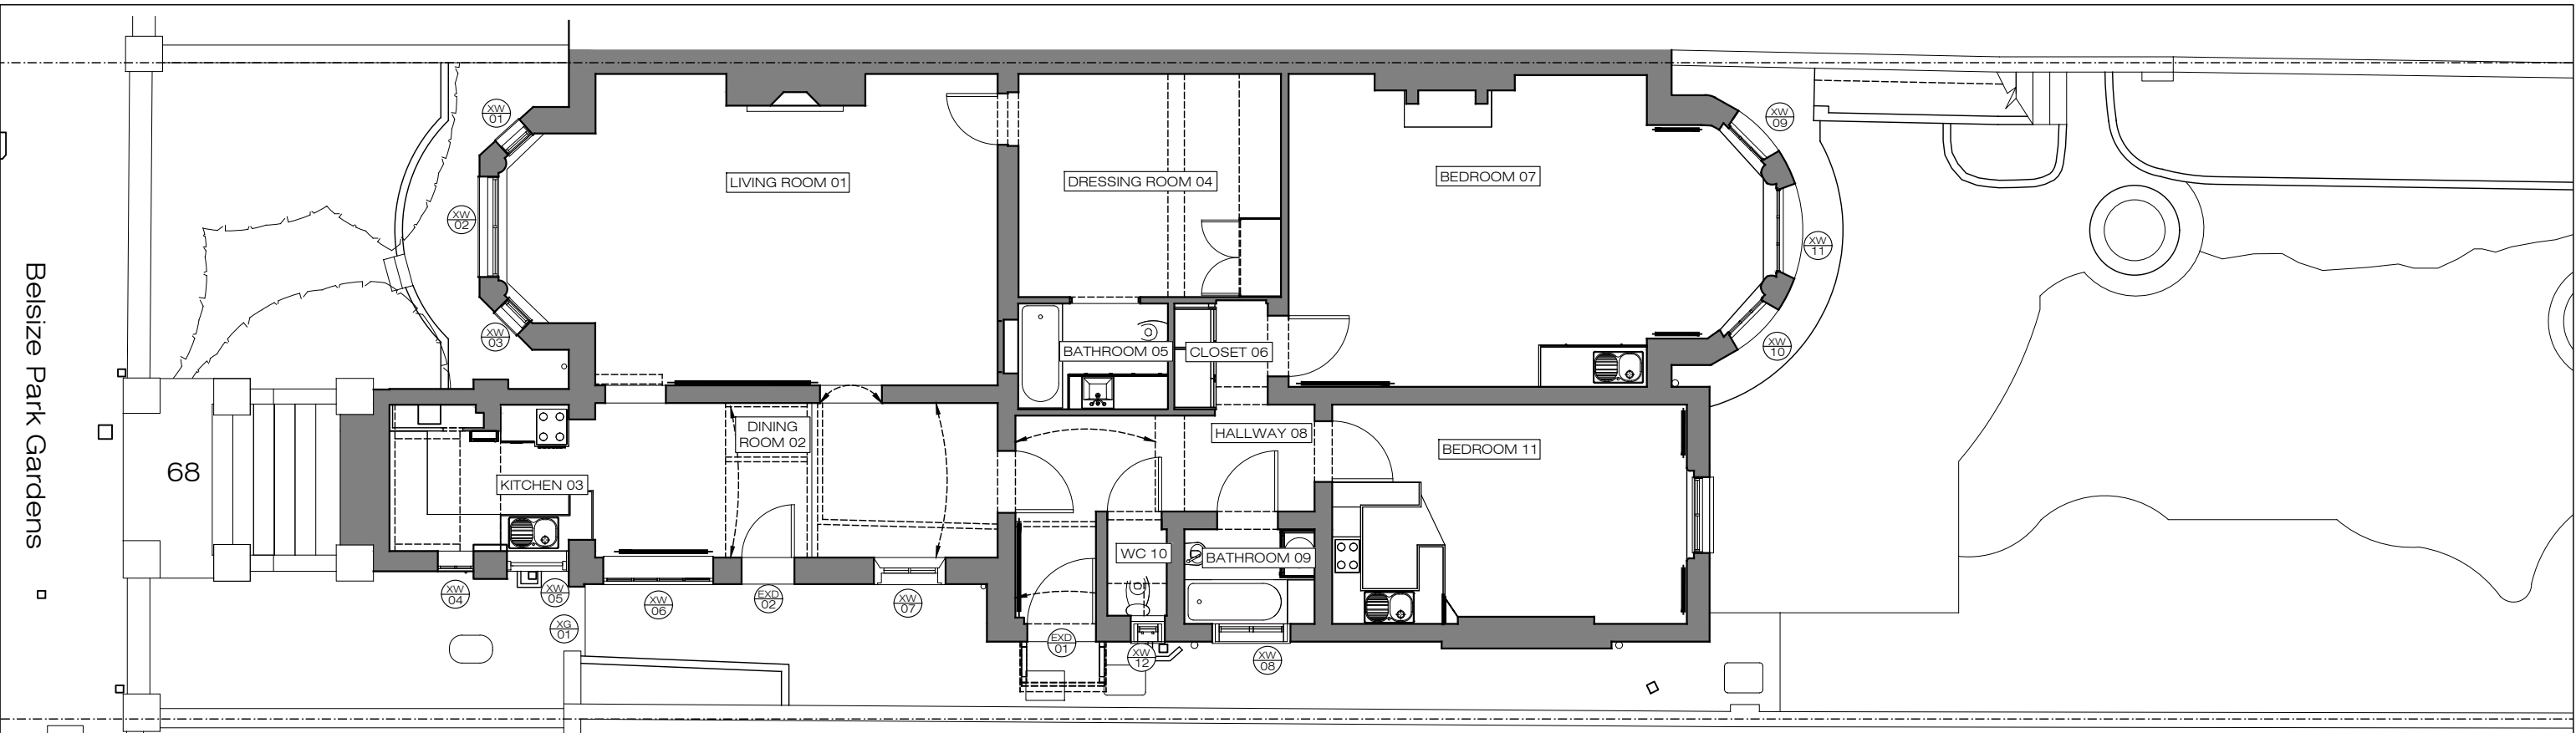 XW
01
XW
02
XW
03
LIVING ROOM 01
DRESSING ROOM 04
BEDROOM 07
XW
09
XW
11
XW
10
BATHROOM 05
CLOSET 06
Belsize Park Gardens
68
DINING
ROOM 02
KITCHEN 03
HALLWAY 08
BEDROOM 11
WC 10
BATHROOM 09
XW
04
XW
05
XG
01
XW
06
EXD
02
XW
07
EXD
01
XW
12
XW
08